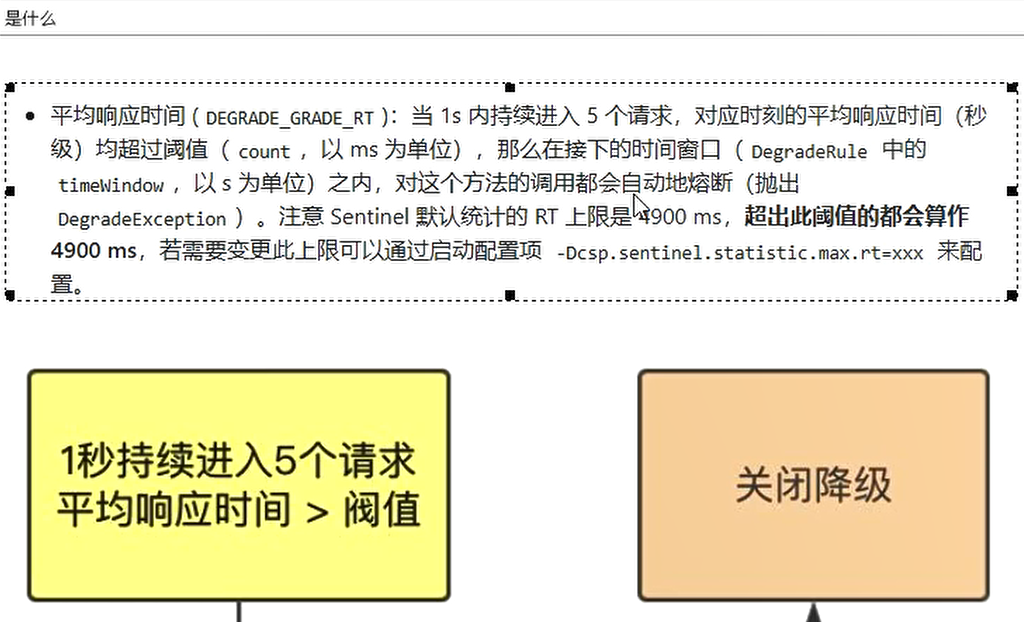 是什么
• 平均响应时间 ( DEGRADE_GRADE_RT )：当 1s 内持续进入 5 个请求，对应时刻的平均响应时间（秒
级）均超过阈值（ count ，以 ms 为单位），那么在接下的时间窗口（ DegradeRule 中的
timeWindow ，以 s 为单位）之内，对这个方法的调用都会自动地熔断（抛出
DegradeException ）。注意 Sentinel 默认统计的 RT 上限是 4900 ms，超出此阈值的都会算作
4900 ms，若需要变更此上限可以通过启动配置项 -Dcsp.sentinel.statistic.max.rt=xxx 来配
置。
1秒持续进入5个请求
平均响应时间 > 阀值
关闭降级